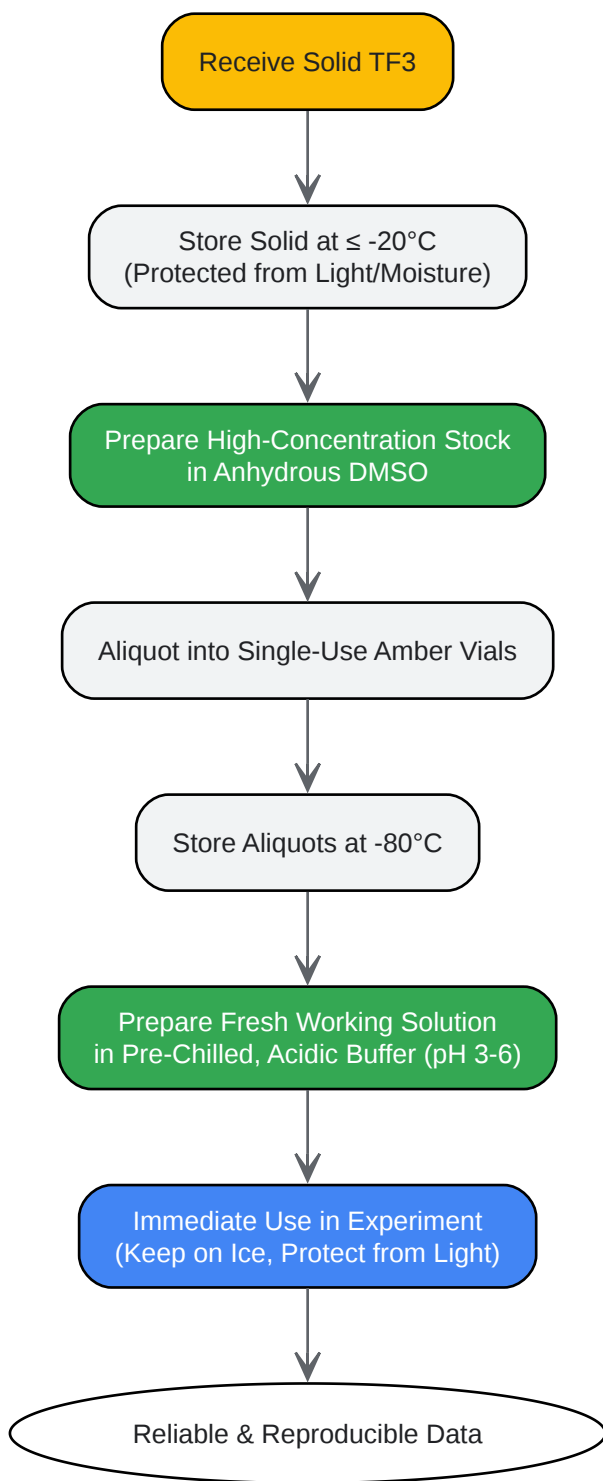 Receive Solid TF3
Store Solid at ≤ -20°C
(Protected from Light/Moisture)
Prepare High-Concentration Stock
in Anhydrous DMSO
Aliquot into Single-Use Amber Vials
Store Aliquots at -80°C
Prepare Fresh Working Solution
in Pre-Chilled, Acidic Buffer (pH 3-6)
Immediate Use in Experiment
(Keep on Ice, Protect from Light)
Reliable & Reproducible Data